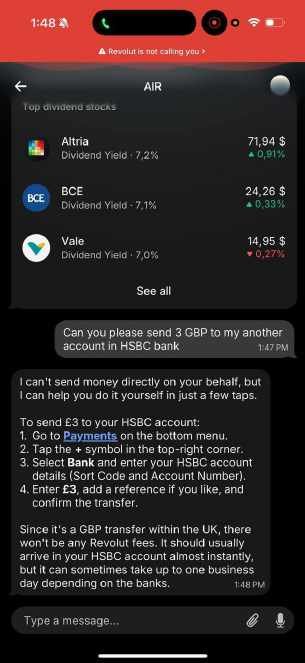 1:48
Revolut is not calling you >
AIR
Top dividend stocks
Altria
71,94 $
Dividend Yield · 7,2%
▲ 0,91%
BCE
BCE
24,26 $
Dividend Yield · 7,1%
▲ 0,33%
Vale
14,95 $
Dividend Yield · 7,0%
▼ 0,27%
See all
Can you please send 3 GBP to my another
account in HSBC bank
1:47 PM
I can't send money directly on your behalf, but
I can help you do it yourself in just a few taps.
To send £3 to your HSBC account:
1. Go to Payments on the bottom menu.
2. Tap the + symbol in the top-right corner.
3. Select Bank and enter your HSBC account
details (Sort Code and Account Number).
4. Enter £3, add a reference if you like, and
confirm the transfer.
Since it's a GBP transfer within the UK, there
won't be any Revolut fees. It should usually
arrive in your HSBC account almost instantly,
but it can sometimes take up to one business
day depending on the banks.
1:48 PM
Type a message...